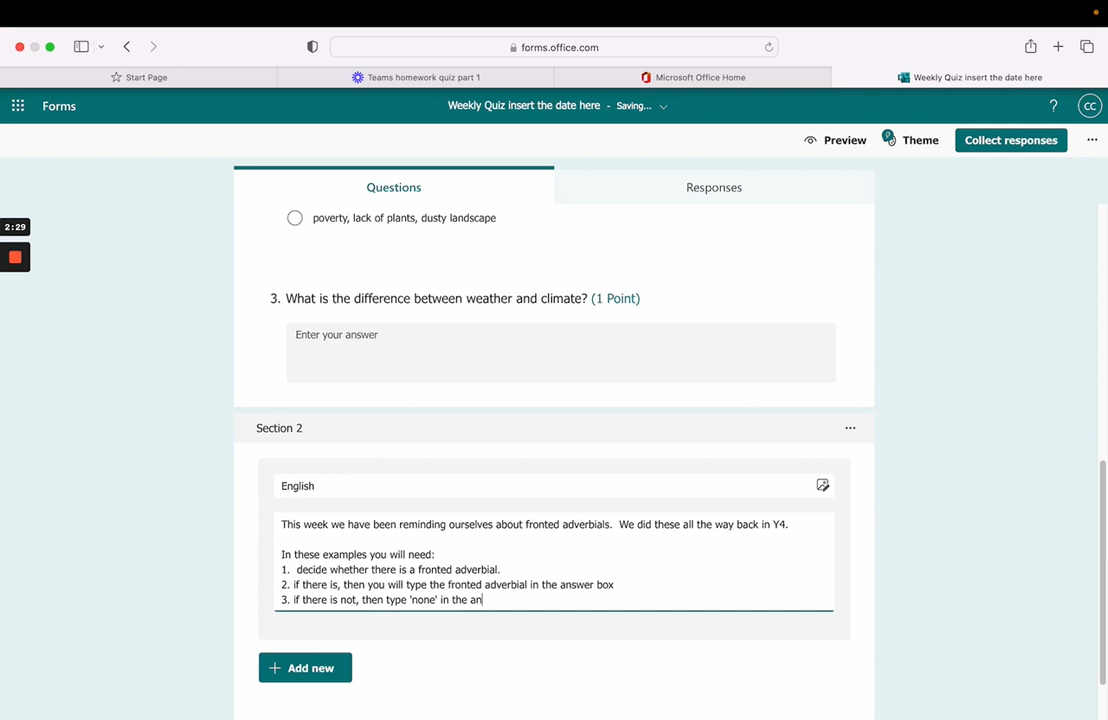 forms.office.com
Start Page
Teams homework quiz part 1
Microsoft Office Home
Weekly Quiz insert the date here
Forms
Weekly Quiz insert the date here - Saving...
?
CC
Preview
Theme
Collect responses
Questions
Responses
2:29
poverty, lack of plants, dusty landscape
3. What is the difference between weather and climate? (1 Point)
Enter your answer
Section 2
English
This week we have been reminding ourselves about fronted adverbials. We did these all the way back in Y4.
In these examples you will need:
1. decide whether there is a fronted adverbial.
2. if there is, then you will type the fronted adverbial in the answer box
3. if there is not, then type 'none' in the an
+ Add new